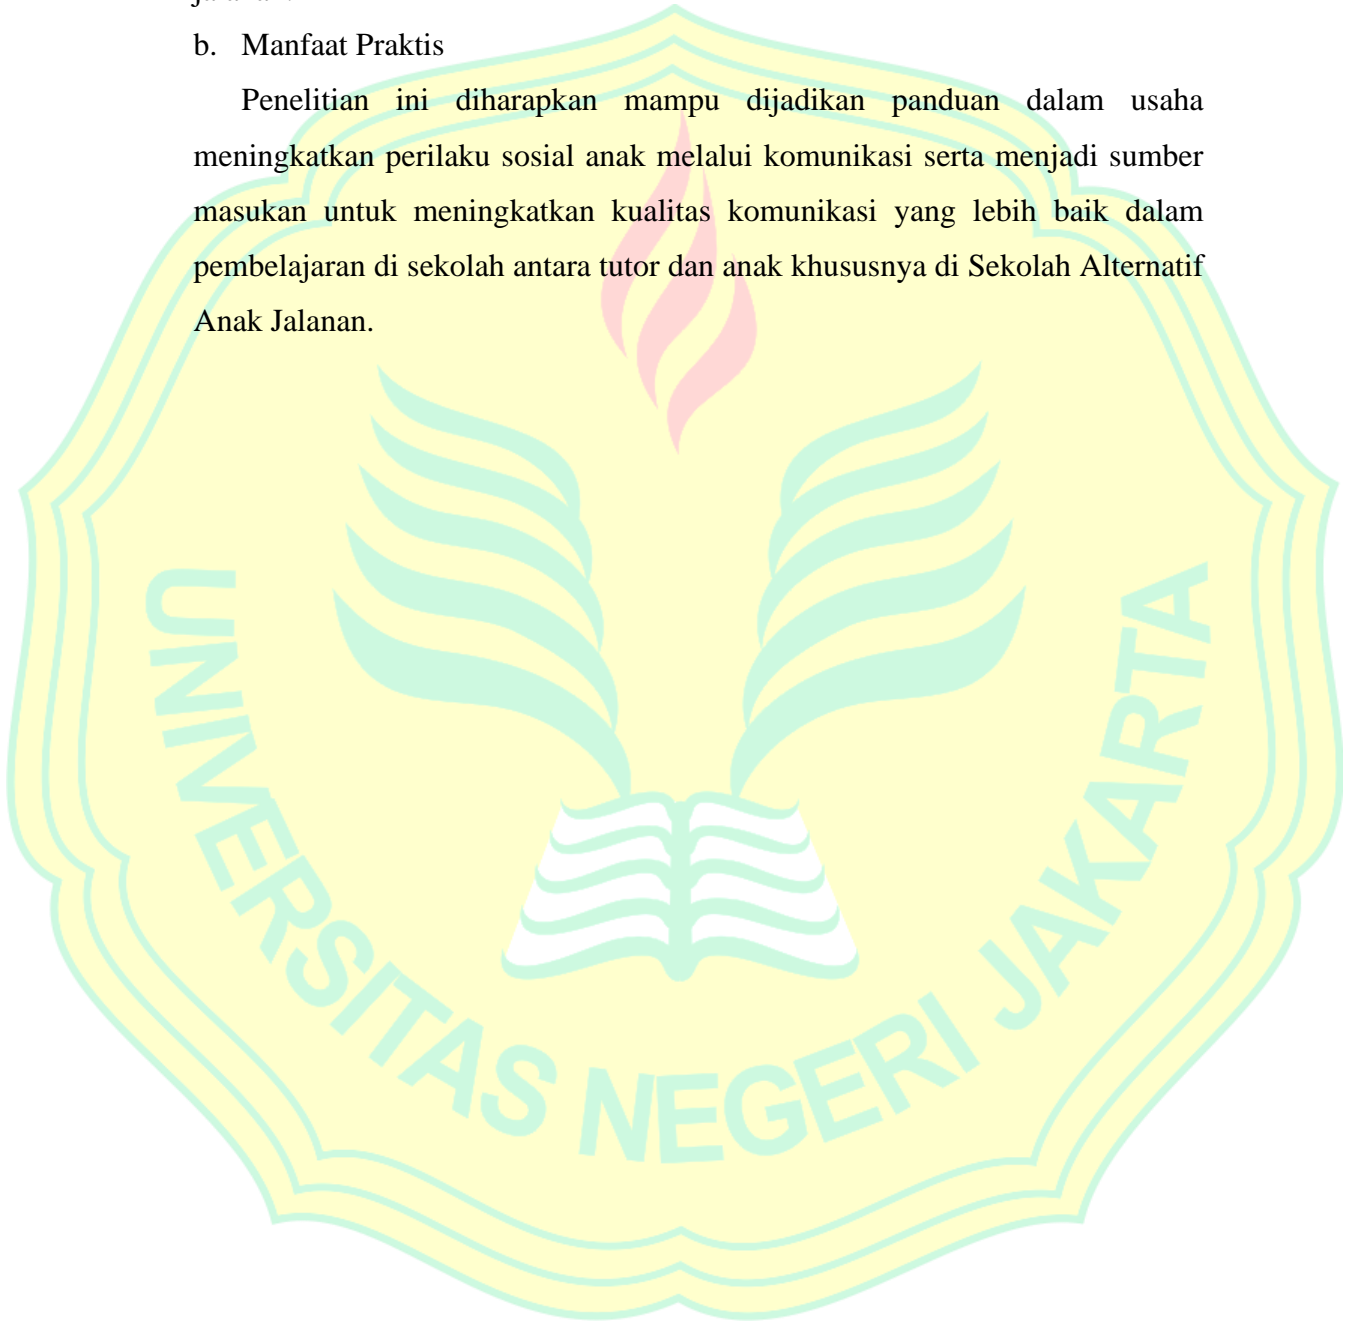 b. Manfaat Praktis
Penelitian ini diharapkan mampu dijadikan panduan dalam usaha
meningkatkan perilaku sosial anak melalui komunikasi serta menjadi sumber
masukan untuk meningkatkan kualitas komunikasi yang lebih baik dalam
pembelajaran di sekolah antara tutor dan anak khususnya di Sekolah Alternatif
Anak Jalanan.
UNIVERSITAS NEGERI JAKARTA